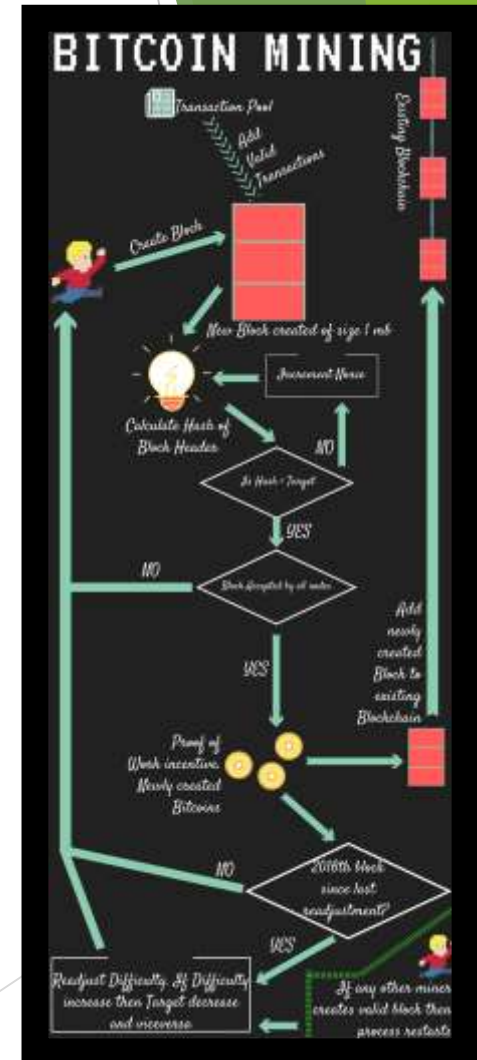 BITCOIN MINING
Transaction Pool
Add
Valid
Transactions
Existing Blockchain
Create Block
New Block created of size 1 mb
Increment Nonce
Calculate Hash of
Block Header
NO
Is Hash < Target
YES
Block Accepted by all nodes
NO
YES
Add
newly
created
Block to
existing
Blockchain
Proof of
Work incentive.
Newly created
Bitcoins
2016th block
since last
readjustment?
NO
YES
Readjust Difficulty. If Difficulty
increase then Target decrease
and viceversa
If any other miner
creates valid block then
process restarts